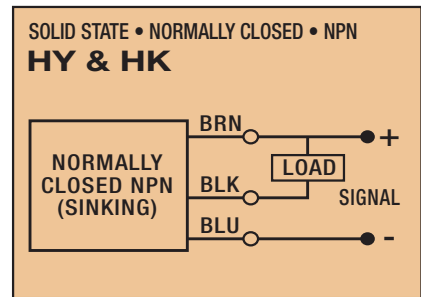 SOLID STATE • NORMALLY CLOSED • NPN
HY & HK
BRN
+
NORMALLY
CLOSED NPN
(SINKING)
LOAD
BLK
SIGNAL
BLU
-